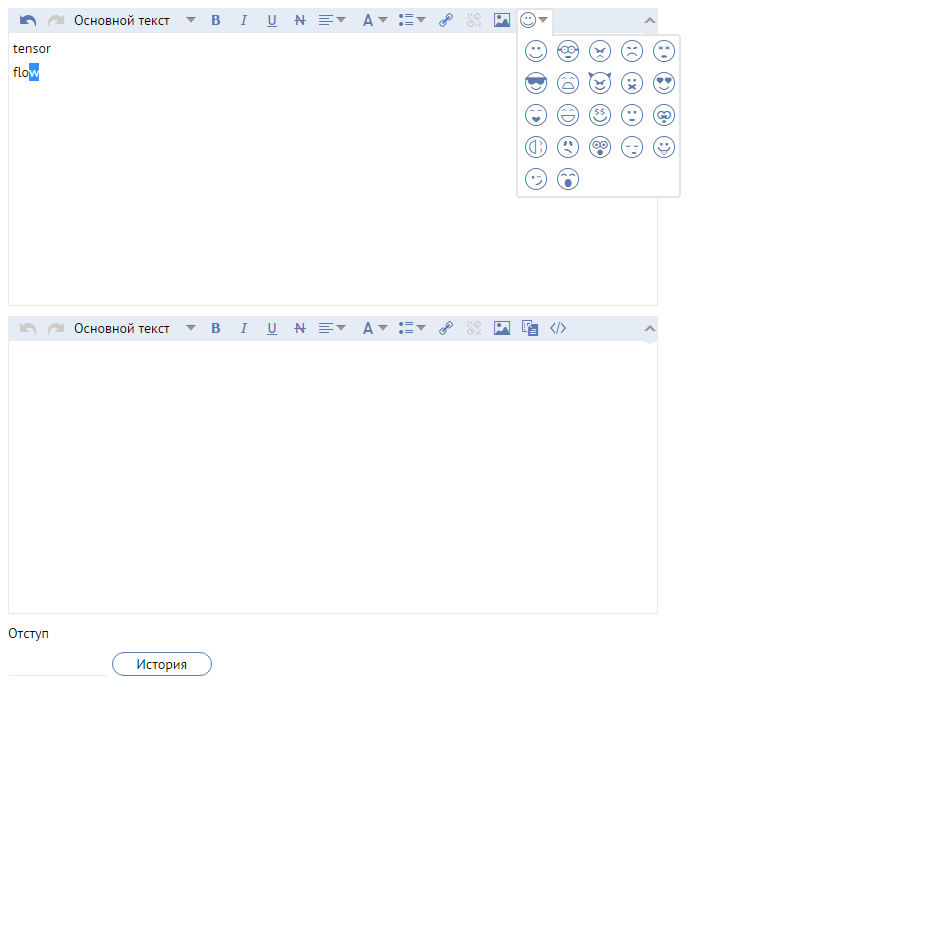 Основной текст B I U N A
tensor
flow
Основной текст B I U N A </>
Отступ
История